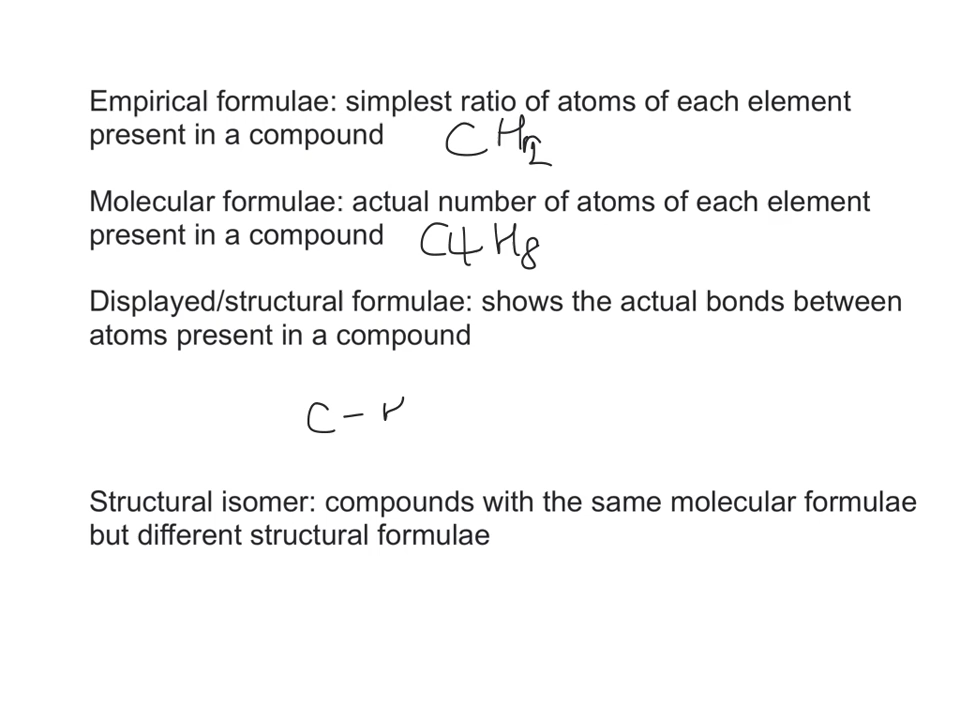 Empirical formulae: simplest ratio of atoms of each element
present in a compound CH2
Molecular formulae: actual number of atoms of each element
present in a compound C4H8
Displayed/structural formulae: shows the actual bonds between
atoms present in a compound
C –
Structural isomer: compounds with the same molecular formulae
but different structural formulae